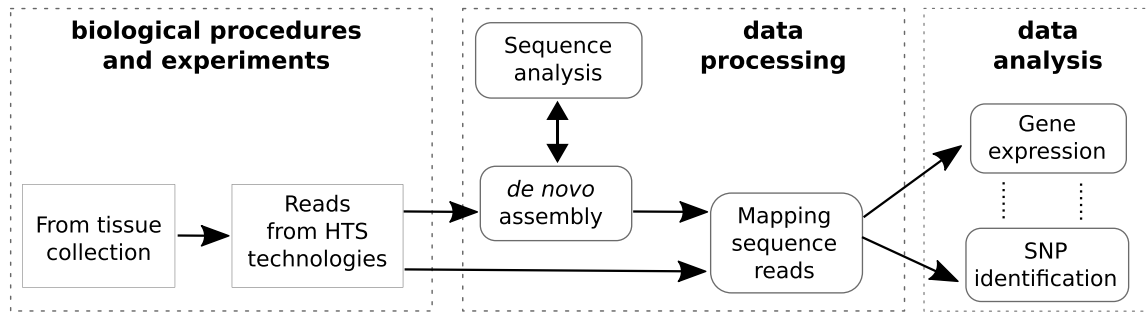 biological procedures
and experiments
From tissue
collection
Reads
from HTS
technologies
data
processing
Sequence
analysis
de novo
assembly
Mapping
sequence
reads
data
analysis
Gene
expression
SNP
identification